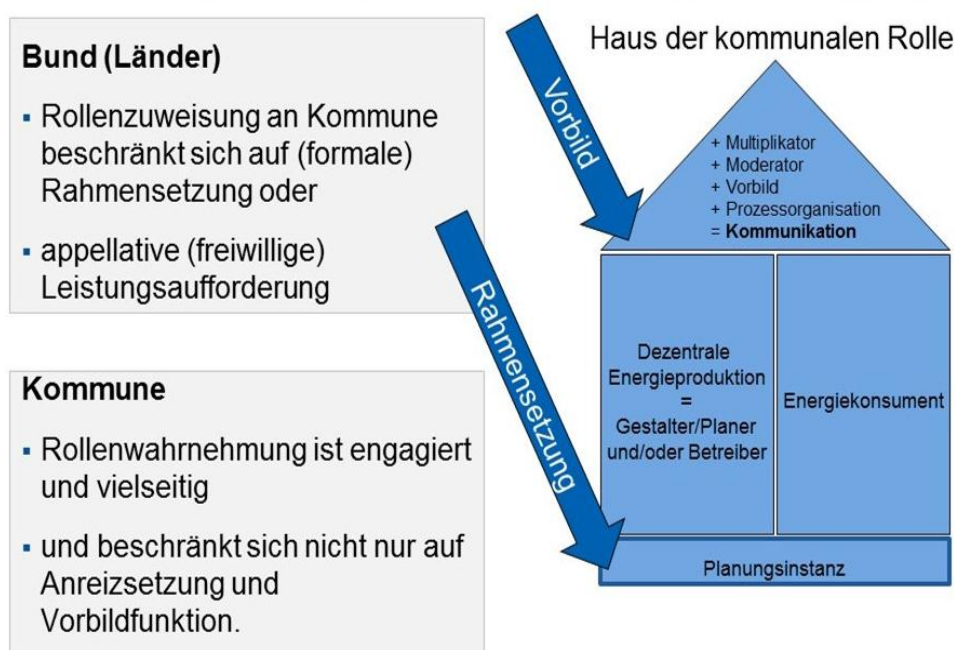 Bund (Länder)
▪ Rollenzuweisung an Kommune
beschränkt sich auf (formale)
Rahmensetzung oder
▪ appellative (freiwillige)
Leistungsaufforderung
Kommune
▪ Rollenwahrnehmung ist engagiert
und vielseitig
▪ und beschränkt sich nicht nur auf
Anreizsetzung und
Vorbildfunktion.
Vorbild
Rahmensetzung
Haus der kommunalen Rolle
+ Multiplikator
+ Moderator
+ Vorbild
+ Prozessorganisation
= Kommunikation
Dezentrale
Energieproduktion
=
Gestalter/Planer
und/oder Betreiber
Energiekonsument
Planungsinstanz